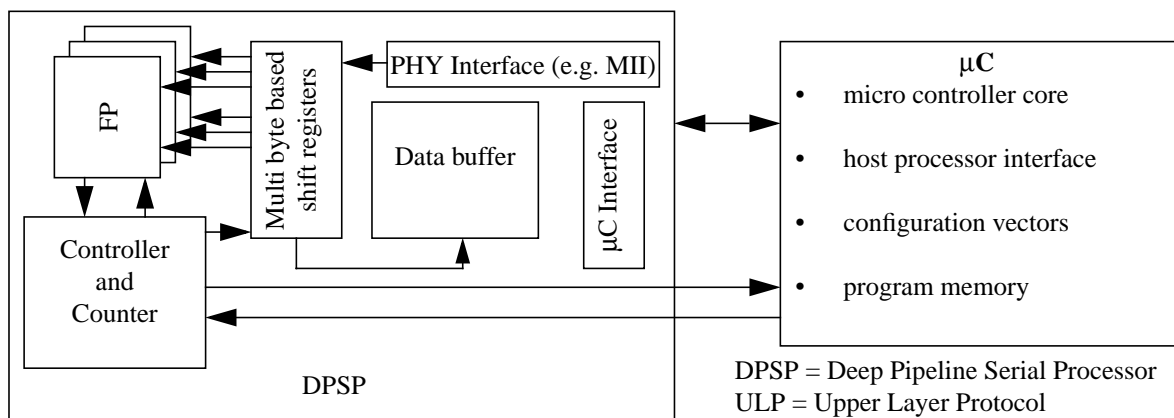 FP
Multi byte based
shift registers
PHY Interface (e.g. MII)
Data buffer
µC Interface
Controller
and
Counter
DPSP
µC
• micro controller core
• host processor interface
• configuration vectors
• program memory
DPSP = Deep Pipeline Serial Processor
ULP = Upper Layer Protocol